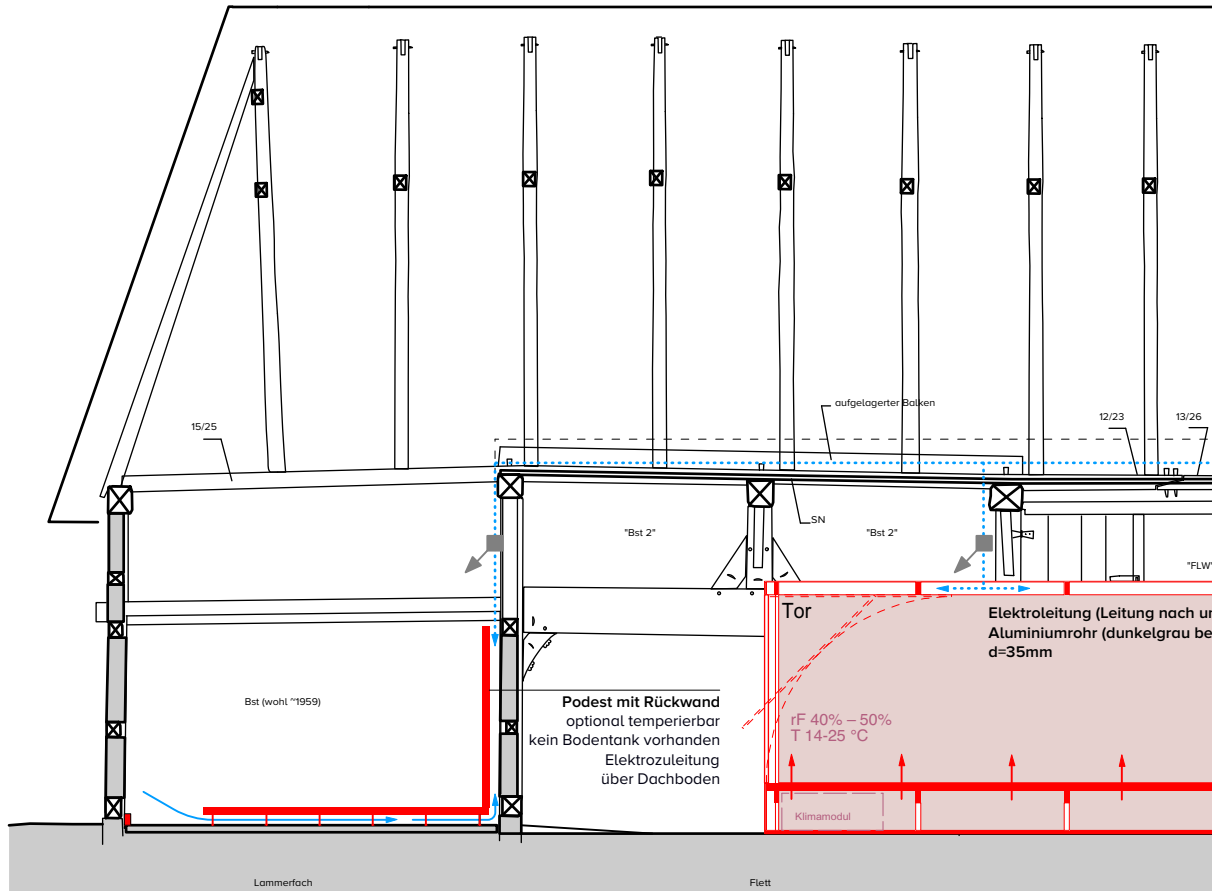 aufgelagerter Balken
15/25
12/23
13/26
SN
"Bst 2"
"Bst 2"
"FLW"
Tor
Elektroleitung (Leitung nach un
Aluminiumrohr (dunkelgrau be
d=35mm
Bst (wohl ~1959)
Podest mit Rückwand
optional temperierbar
kein Bodentank vorhanden
Elektrozuleitung
über Dachboden
rF 40% – 50%
T 14-25 °C
Klimamodul
Lammerfach
Flett